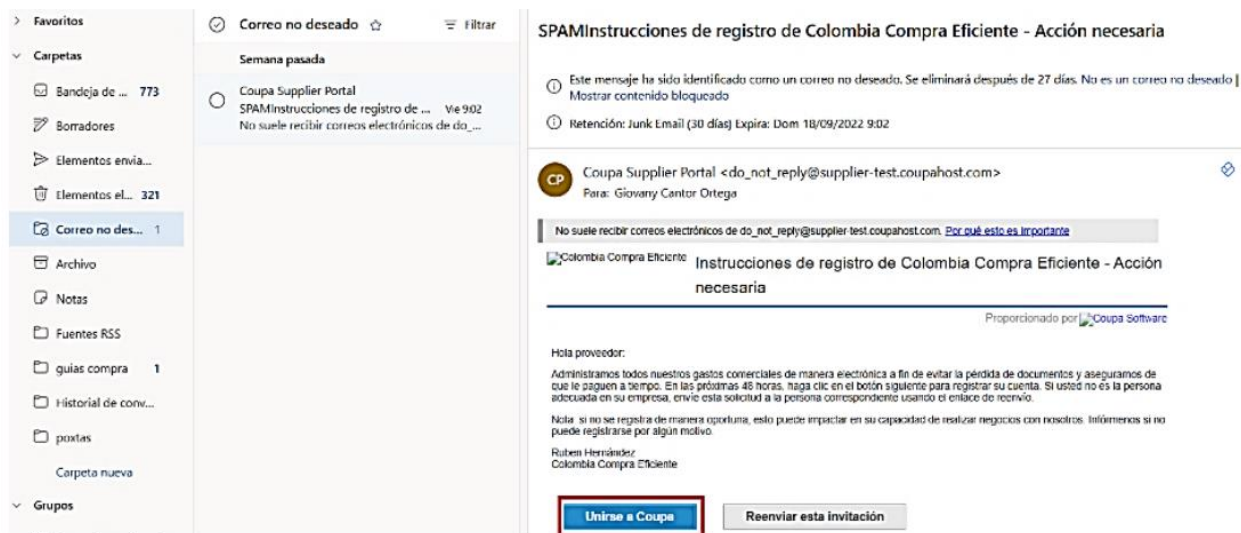 Favoritos
Carpetas
Bandeja de ... 773
Borradores
Elementos envia...
Elementos el... 321
Correo no des... 1
Archivo
Notas
Fuentes RSS
guias compra 1
Historial de conv...
poxtas
Carpeta nueva
Grupos
Correo no deseado
Filtrar
Semana pasada
Coupa Supplier Portal
SPAMInstrucciones de registro de ... Vie 9:02
No suele recibir correos electrónicos de do_...
SPAMInstrucciones de registro de Colombia Compra Eficiente - Acción necesaria
Este mensaje ha sido identificado como un correo no deseado. Se eliminará después de 27 días. No es un correo no deseado |
Mostrar contenido bloqueado
Retención: Junk Email (30 días) Expira: Dom 18/09/2022 9:02
CP
Coupa Supplier Portal <do_not_reply@supplier-test.coupahost.com>
Para: Giovany Cantor Ortega
No suele recibir correos electrónicos de do_not_reply@supplier-test.coupahost.com. Por qué esto es importante
Colombia Compra Eficiente
Instrucciones de registro de Colombia Compra Eficiente - Acción
necesaria
Proporcionado por Coupa Software
Hola proveedor:
Administramos todos nuestros gastos comerciales de manera electrónica a fin de evitar la pérdida de documentos y asegurarnos de
que le paguen a tiempo. En las próximas 48 horas, haga clic en el botón siguiente para registrar su cuenta. Si usted no es la persona
adecuada en su empresa, envíe esta solicitud a la persona correspondiente usando el enlace de reenvío.
Nota: si no se registra de manera oportuna, esto puede impactar en su capacidad de realizar negocios con nosotros. Infórmenos si no
puede registrarse por algún motivo.
Ruben Hernández
Colombia Compra Eficiente
Unirse a Coupa
Reenviar esta invitación